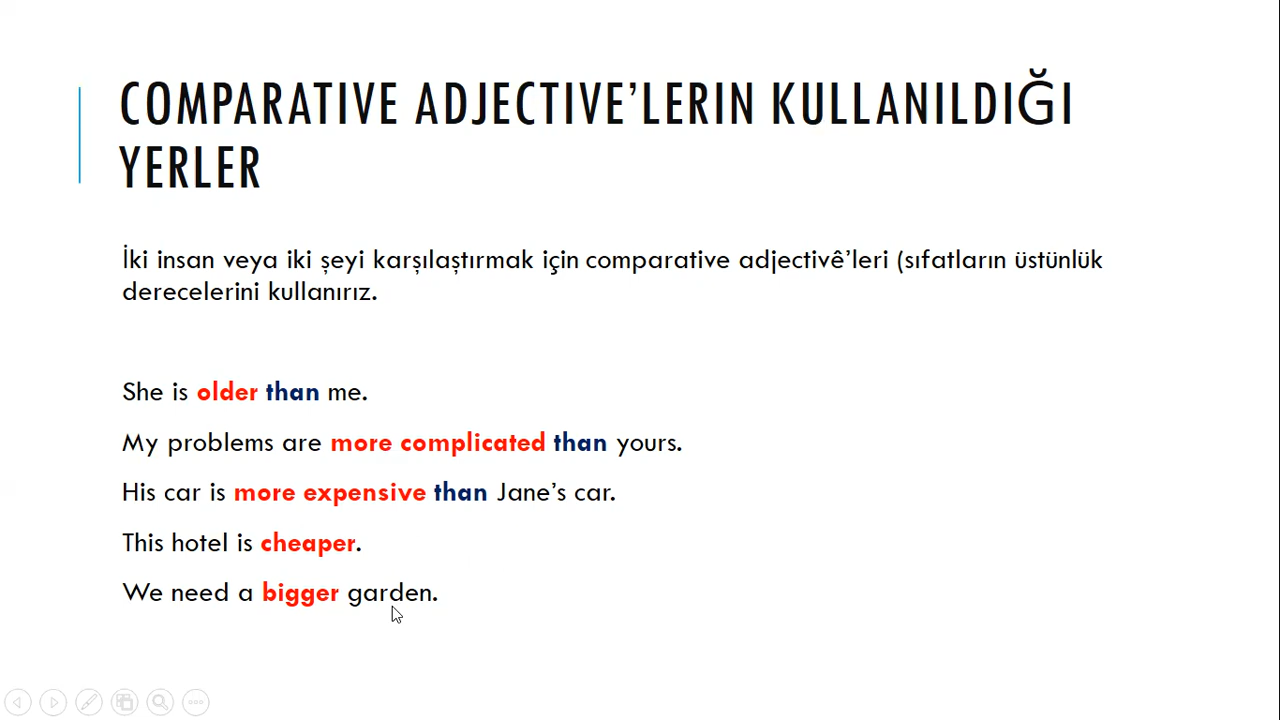 COMPARATIVE ADJECTIVE’LERIN KULLANILDIĞI
YERLER
İki insan veya iki şeyi karşılaştırmak için comparative adjectivê’leri (sıfatların üstünlük
derecelerini kullanırız.
She is older than me.
My problems are more complicated than yours.
His car is more expensive than Jane’s car.
This hotel is cheaper.
We need a bigger garden.